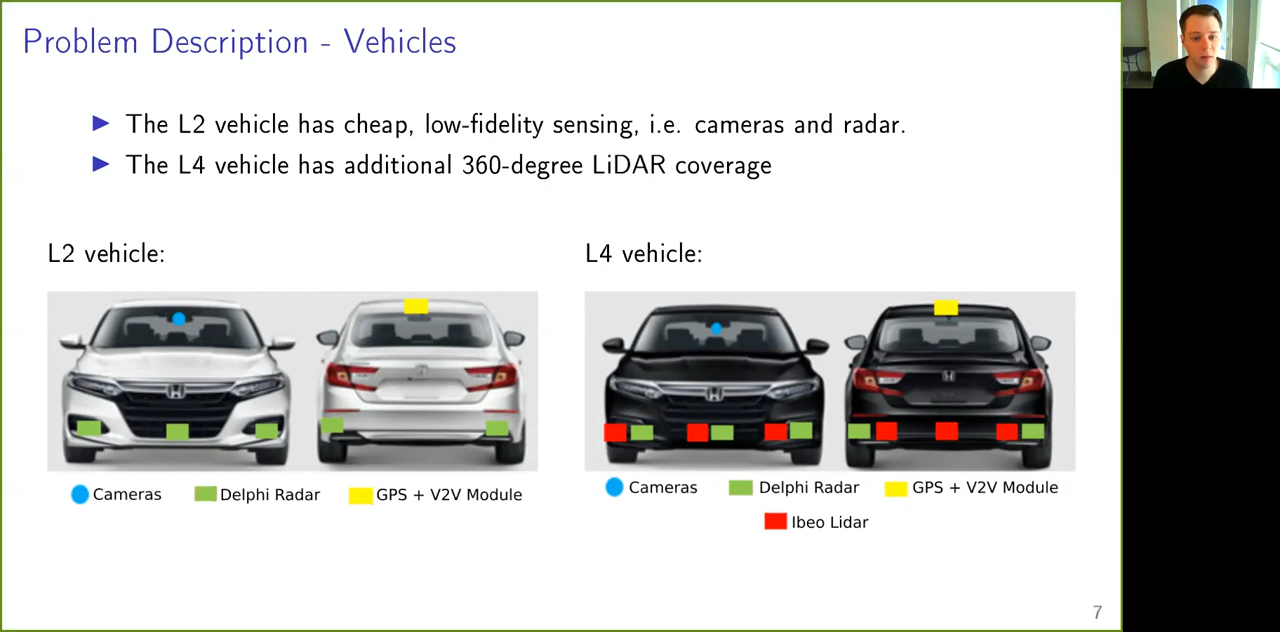 Problem Description - Vehicles
The L2 vehicle has cheap, low-fidelity sensing, i.e. cameras and radar.
The L4 vehicle has additional 360-degree LiDAR coverage
L2 vehicle:
L4 vehicle:
Cameras
Delphi Radar
GPS + V2V Module
Cameras
Delphi Radar
GPS + V2V Module
Ibeo Lidar
7